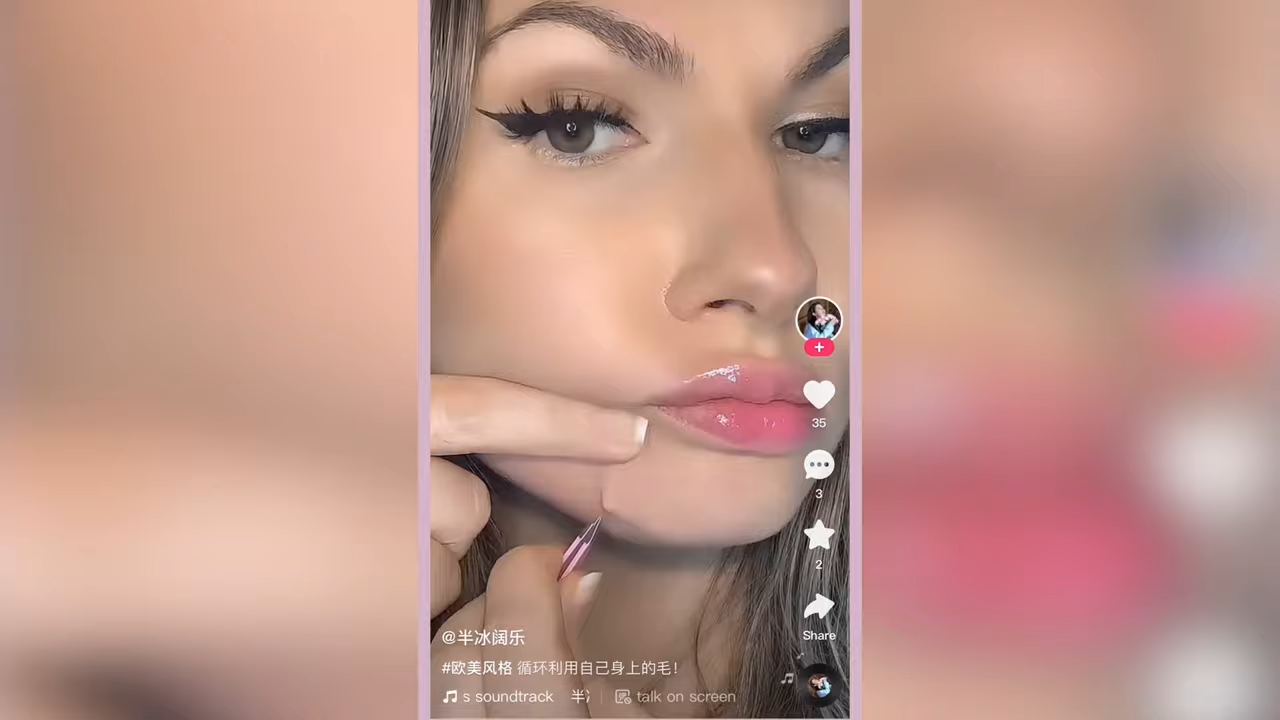 35
3
2
Share
@半冰阔乐
#欧美风格 循环利用自己身上的毛!
s soundtrack 半 talk on screen